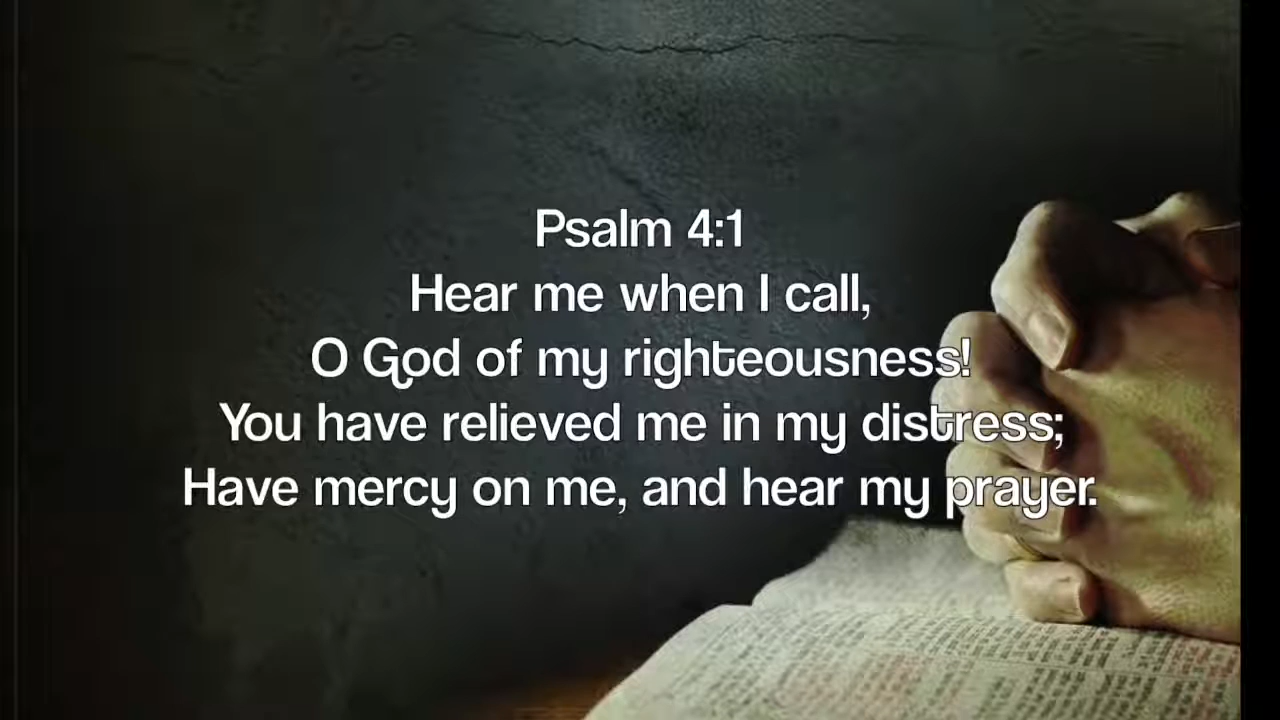 Psalm 4:1
Hear me when I call,
O God of my righteousness!
You have relieved me in my distress;
Have mercy on me, and hear my prayer.